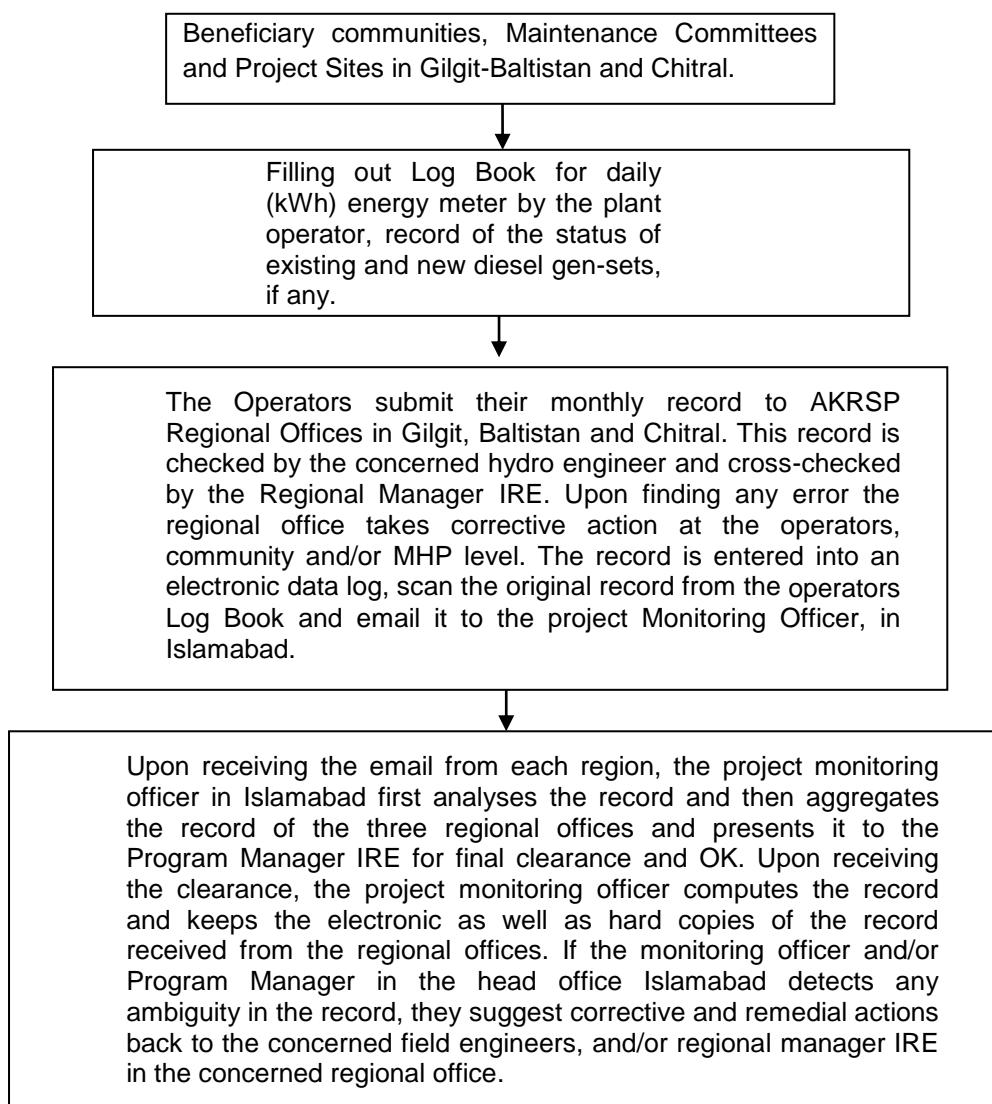 Beneficiary communities, Maintenance Committees
and Project Sites in Gilgit-Baltistan and Chitral.
Filling out Log Book for daily
(kWh) energy meter by the plant
operator, record of the status of
existing and new diesel gen-sets,
if any.
The Operators submit their monthly record to AKRSP
Regional Offices in Gilgit, Baltistan and Chitral. This record is
checked by the concerned hydro engineer and cross-checked
by the Regional Manager IRE. Upon finding any error the
regional office takes corrective action at the operators,
community and/or MHP level. The record is entered into an
electronic data log, scan the original record from the operators
Log Book and email it to the project Monitoring Officer, in
Islamabad.
Upon receiving the email from each region, the project monitoring
officer in Islamabad first analyses the record and then aggregates
the record of the three regional offices and presents it to the
Program Manager IRE for final clearance and OK. Upon receiving
the clearance, the project monitoring officer computes the record
and keeps the electronic as well as hard copies of the record
received from the regional offices. If the monitoring officer and/or
Program Manager in the head office Islamabad detects any
ambiguity in the record, they suggest corrective and remedial actions
back to the concerned field engineers, and/or regional manager IRE
in the concerned regional office.